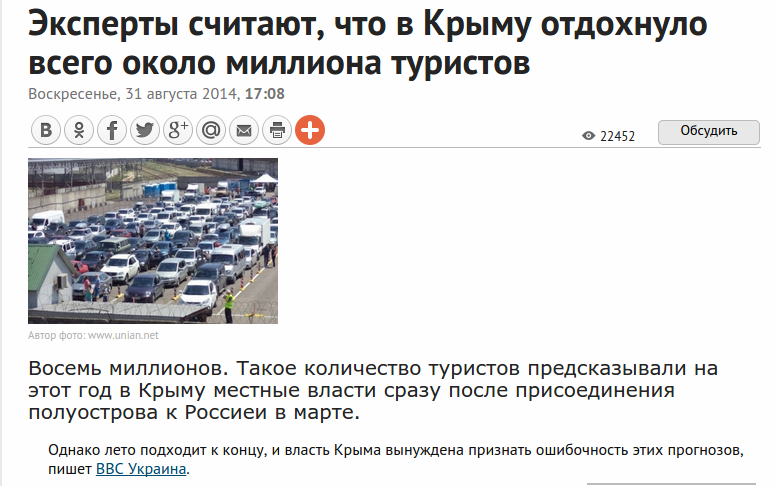 Эксперты считают, что в Крыму отдохнуло
всего около миллиона туристов
Воскресенье, 31 августа 2014, 17:08
B f g+ @ 22452 Обсудить
Автор фото: www.unian.net
Восемь миллионов. Такое количество туристов предсказывали на
этот год в Крыму местные власти сразу после присоединения
полуострова к Россиеи в марте.
Однако лето подходит к концу, и власть Крыма вынуждена признать ошибочность этих прогнозов,
пишет ВВС Украина.